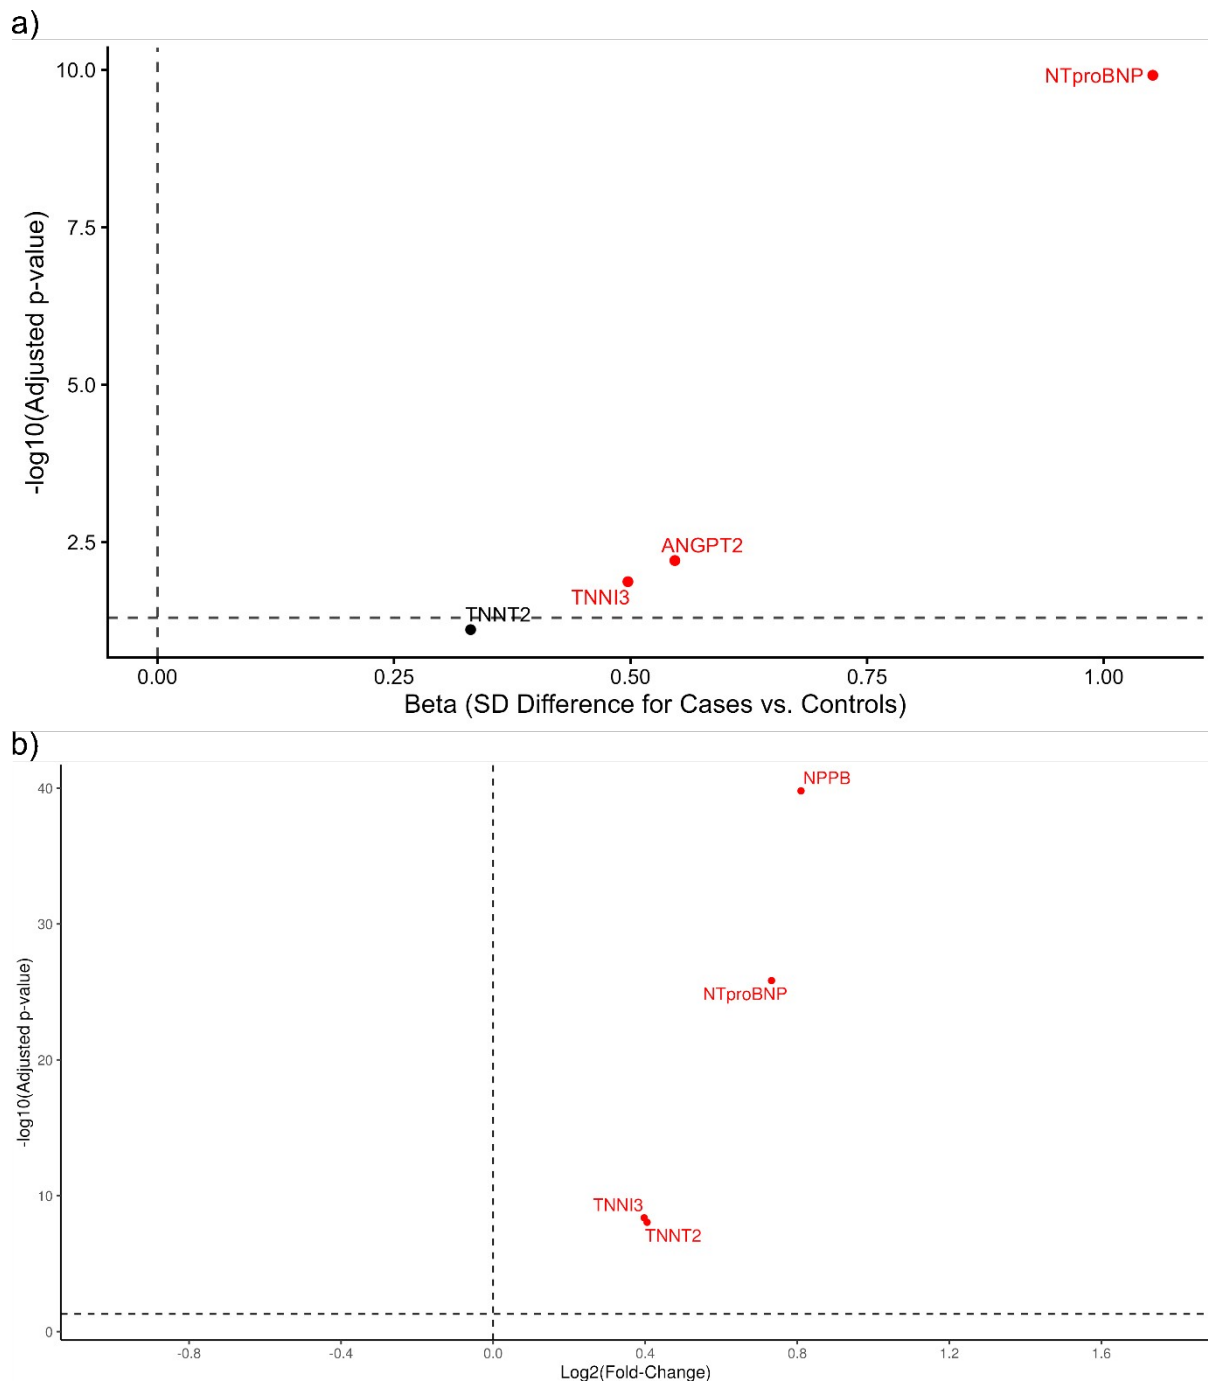 a)
10.0
NTproBNP
7.5
-log10(Adjusted p-value)
5.0
2.5
ANGPT2
TNNI3
TNNT2
0.00 0.25 0.50 0.75 1.00
Beta (SD Difference for Cases vs. Controls)
b)
40
NPPB
30
NTproBNP
-log10(Adjusted p-value)
20
10
TNNI3
TNNT2
0
-0.8 -0.4 0.0 0.4 0.8 1.2 1.6
Log2(Fold-Change)